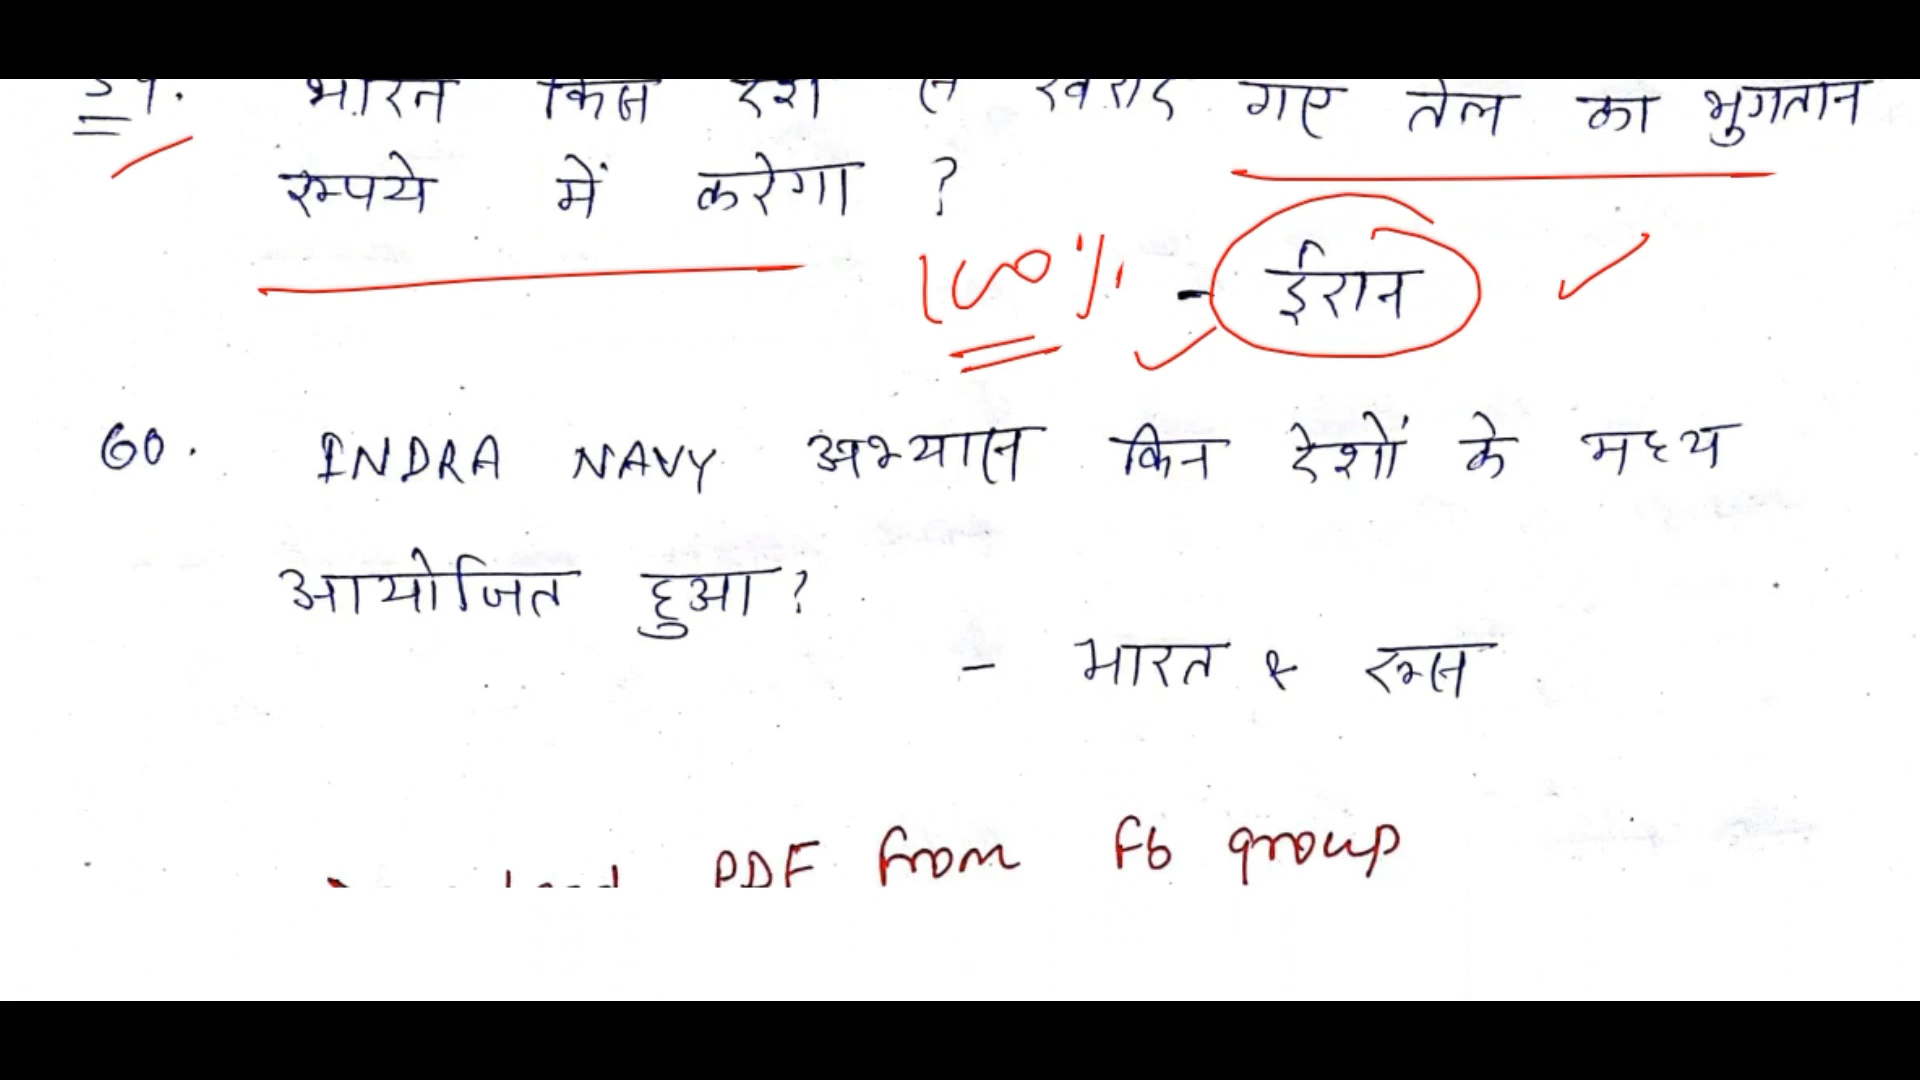 59. भारत किस देश से खरीदे गए तेल का भुगतान
रूपये में करेगा ?
100% - ईरान
60. INDRA NAVY अभ्यास किन देशों के मध्य
आयोजित हुआ ?
- भारत & रूस
PDF from fb group